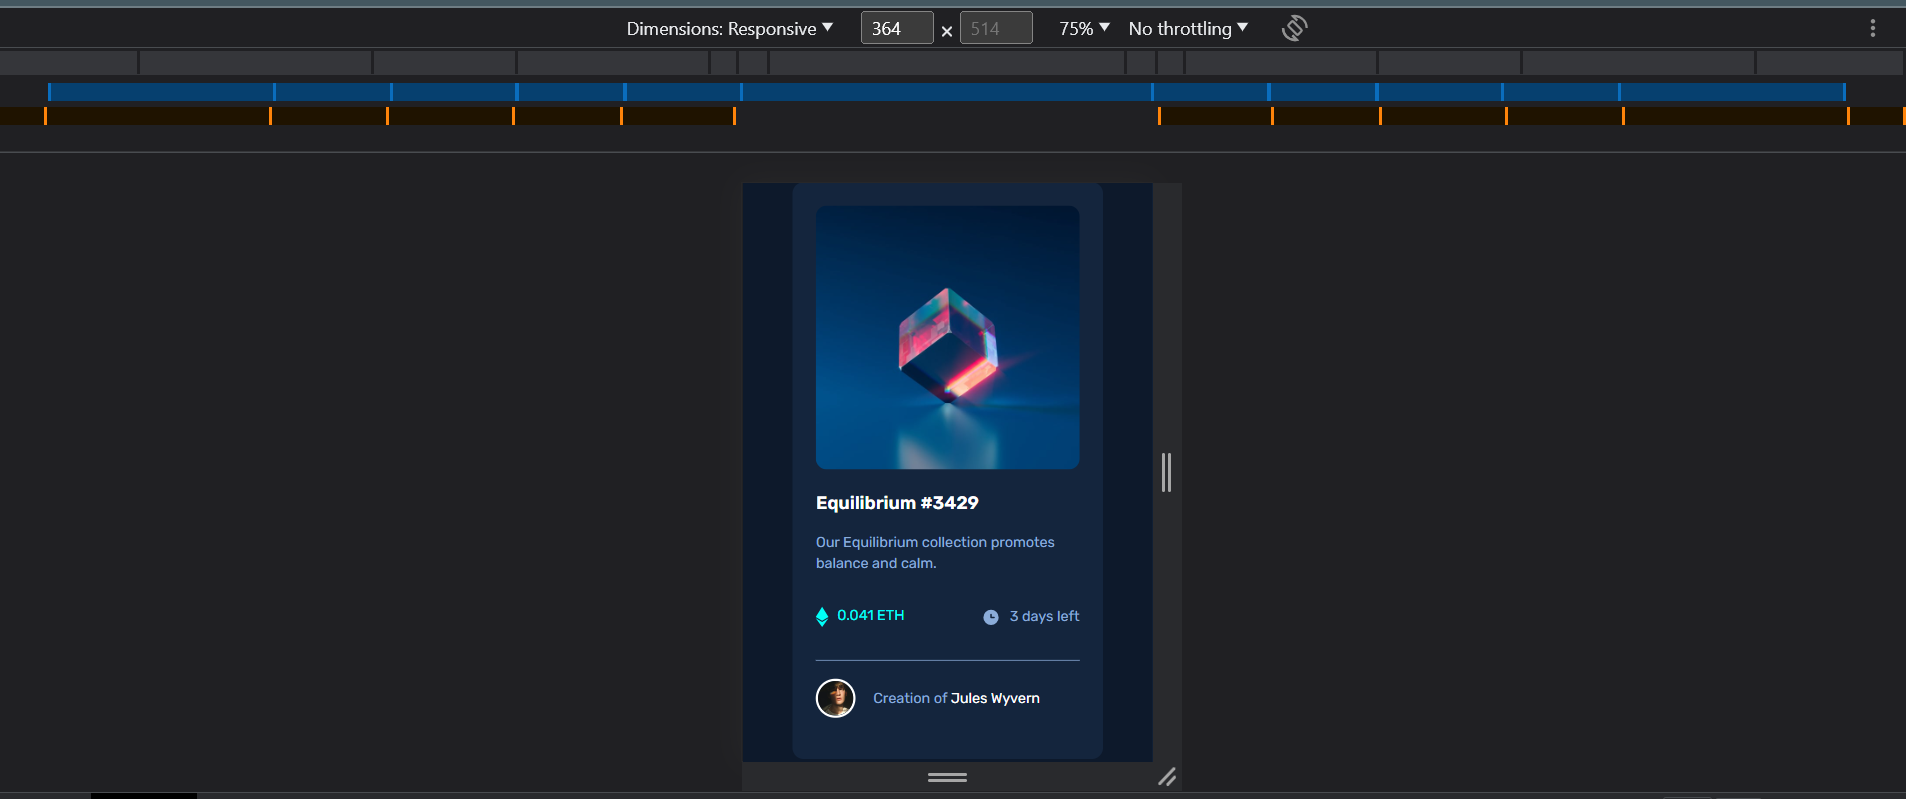 Dimensions: Responsive ▼ 364 × 514 75% ▼ No throttling ▼
Equilibrium #3429
Our Equilibrium collection promotes
balance and calm.
0.041 ETH 3 days left
Creation of Jules Wyvern